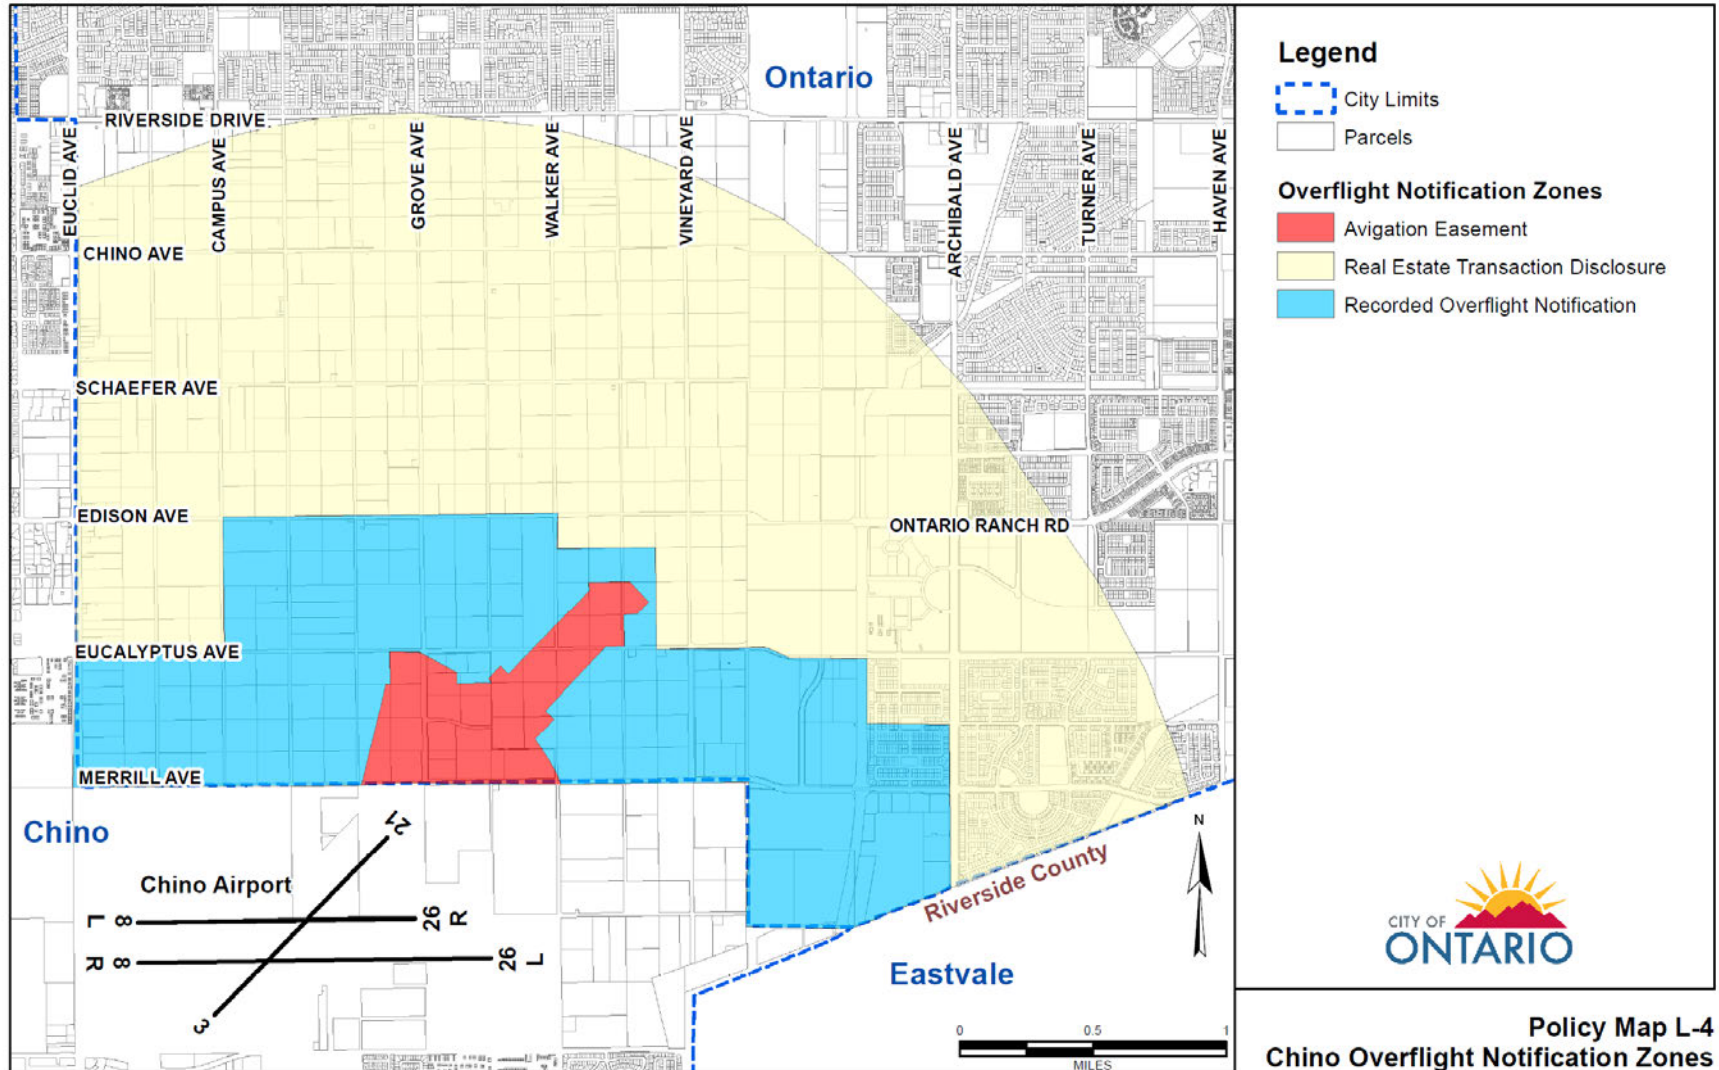 Ontario
RIVERSIDE DRIVE
EUCLID AVE
CAMPUS AVE
GROVE AVE
WALKER AVE
VINEYARD AVE
ARCHIBALD AVE
TURNER AVE
HAVEN AVE
CHINO AVE
SCHAEFER AVE
EDISON AVE
ONTARIO RANCH RD
EUCALYPTUS AVE
MERRILL AVE
Chino
21
Chino Airport
L 8
26 R
R 8
26 L
3
Riverside County
Eastvale
N
0 0.5 1
MILES
Legend
City Limits
Parcels
Overflight Notification Zones
Avigation Easement
Real Estate Transaction Disclosure
Recorded Overflight Notification
CITY OF
ONTARIO
Policy Map L-4
Chino Overflight Notification Zones